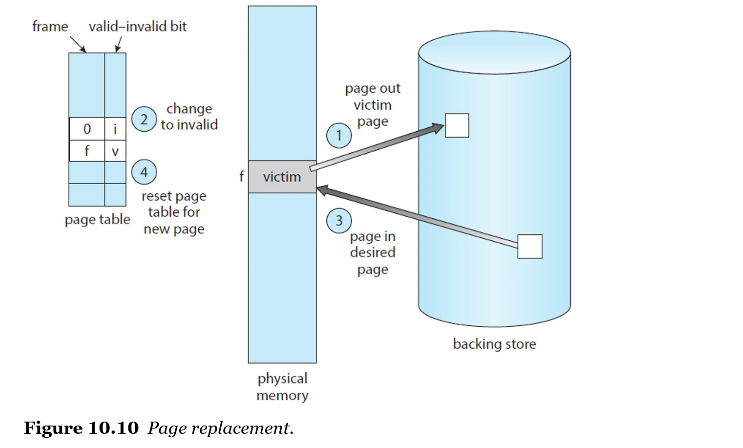 frame valid–invalid bit
0 i
f v
2 change
to invalid
4
reset page
table for
new page
page table
f victim
physical
memory
1
page out
victim
page
3
page in
desired
page
backing store
Figure 10.10 Page replacement.